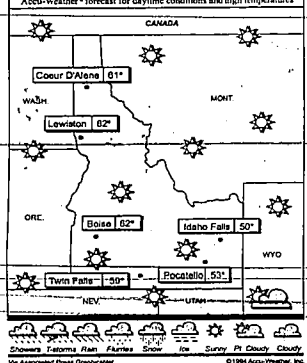 Accu-Weather® forecast for daytime conditions and high temperatures
CANADA
Coeur D'Alene 61°
WASH.
MONT.
Lewiston 62°
ORE.
Boise 62°
Idaho Falls 50°
WYO
Twin Falls 59°
Pocatello 53°
NEV.
UTAH
Showers T-storms Rain Flurries Snow Ice Sunny Pt. Cloudy Cloudy
Via Associated Press GraphicsNet
©1994 Accu-Weather, Inc.